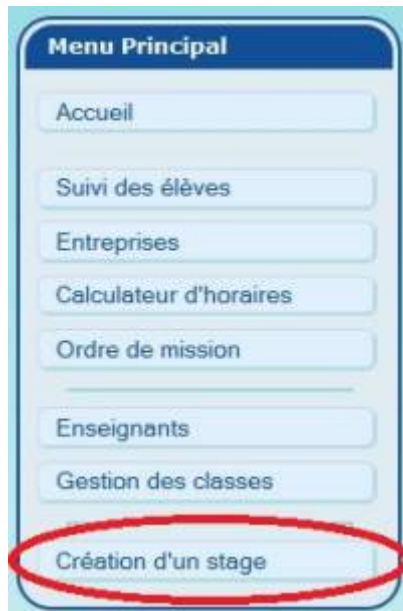 Menu Principal
Accueil
Suivi des élèves
Entreprises
Calculateur d'horaires
Ordre de mission
Enseignants
Gestion des classes
Création d'un stage